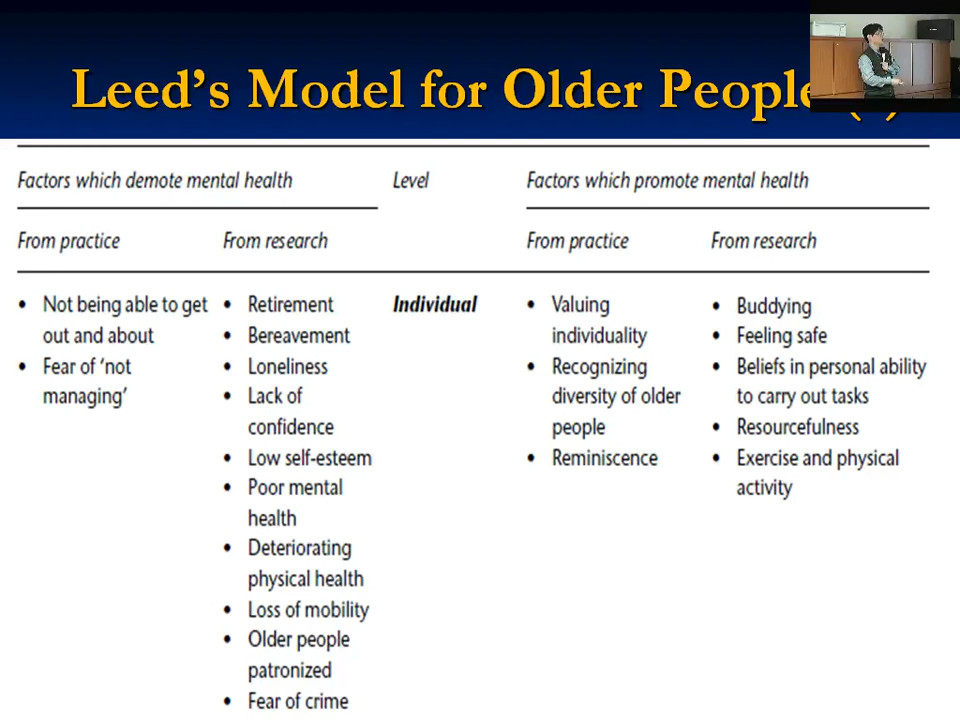 Leed's Model for Older People
Factors which demote mental health Level Factors which promote mental health
From practice From research From practice From research
• Not being able to get out and about
• Fear of 'not managing'
• Retirement
• Bereavement
• Loneliness
• Lack of confidence
• Low self-esteem
• Poor mental health
• Deteriorating physical health
• Loss of mobility
• Older people patronized
• Fear of crime
Individual
• Valuing individuality
• Recognizing diversity of older people
• Reminiscence
• Buddying
• Feeling safe
• Beliefs in personal ability to carry out tasks
• Resourcefulness
• Exercise and physical activity